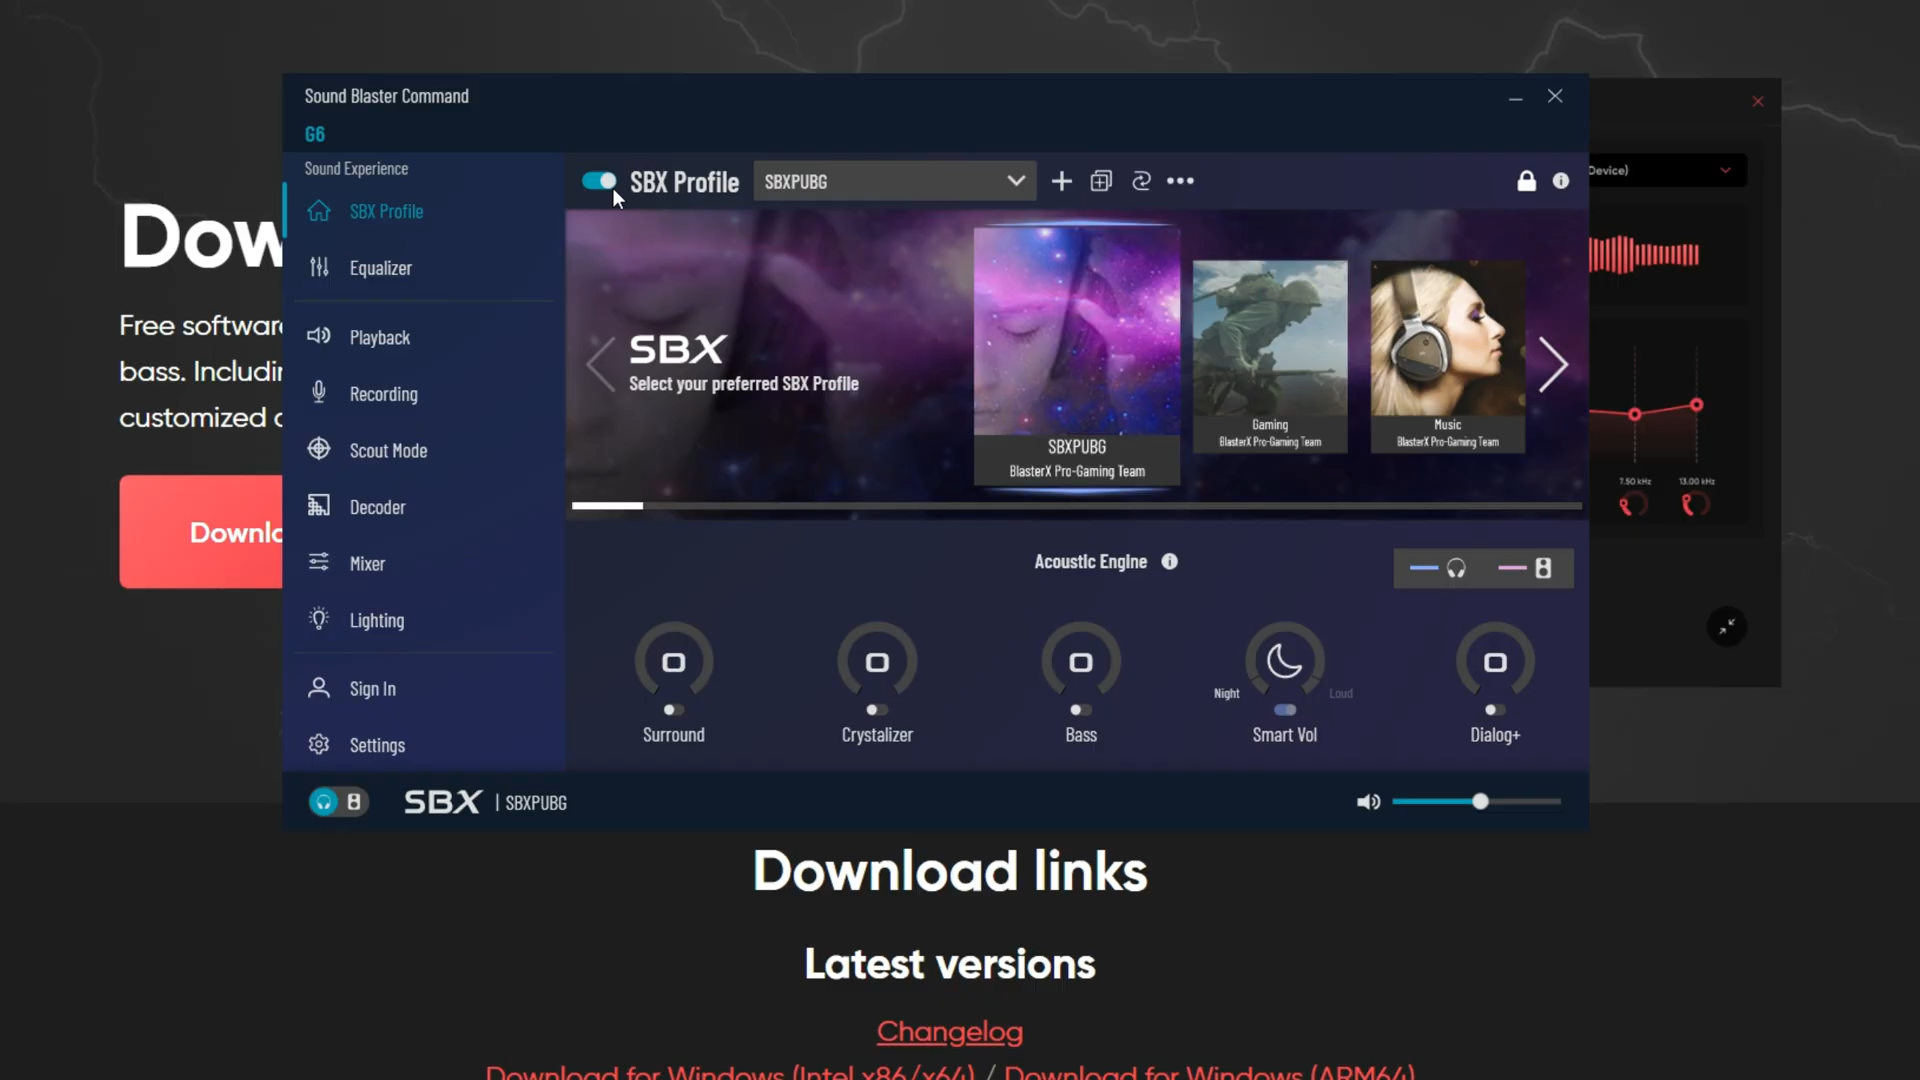 Sound Blaster Command
G6
Sound Experience
SBX Profile
Equalizer
Playback
Recording
Scout Mode
Decoder
Mixer
Lighting
Sign In
Settings
SBX Profile
SBXPUBG
SBX
Select your preferred SBX Profile
SBXPUBG
BlasterX Pro-Gaming Team
Gaming
BlasterX Pro-Gaming Team
Music
BlasterX Pro-Gaming Team
Acoustic Engine
Surround
Crystalizer
Bass
Night
Loud
Smart Vol
Dialog+
SBX | SBXPUBG
Dow
Free software
bass. Includin
customized
Downlo
Device)
7.50 kHz
13.00 kHz
Download links
Latest versions
Changelog
Download for Windows (Intel x86/x64) / Download for Windows (ARM64)